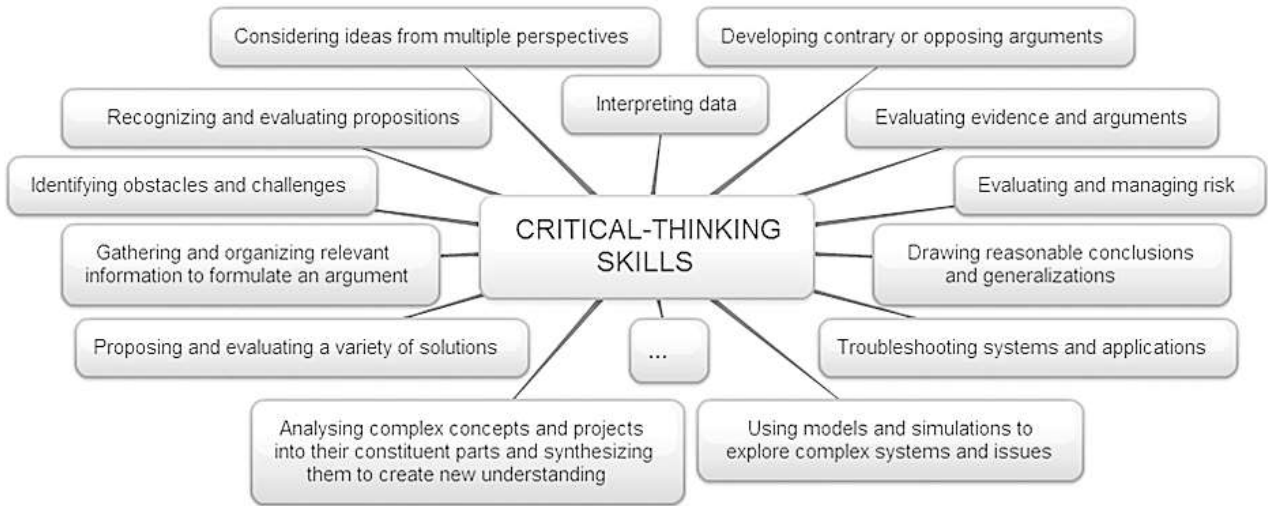 Considering ideas from multiple perspectives
Developing contrary or opposing arguments
Interpreting data
Recognizing and evaluating propositions
Evaluating evidence and arguments
Identifying obstacles and challenges
Evaluating and managing risk
CRITICAL-THINKING
SKILLS
Gathering and organizing relevant
information to formulate an argument
Drawing reasonable conclusions
and generalizations
Proposing and evaluating a variety of solutions
...
Troubleshooting systems and applications
Analysing complex concepts and projects
into their constituent parts and synthesizing
them to create new understanding
Using models and simulations to
explore complex systems and issues